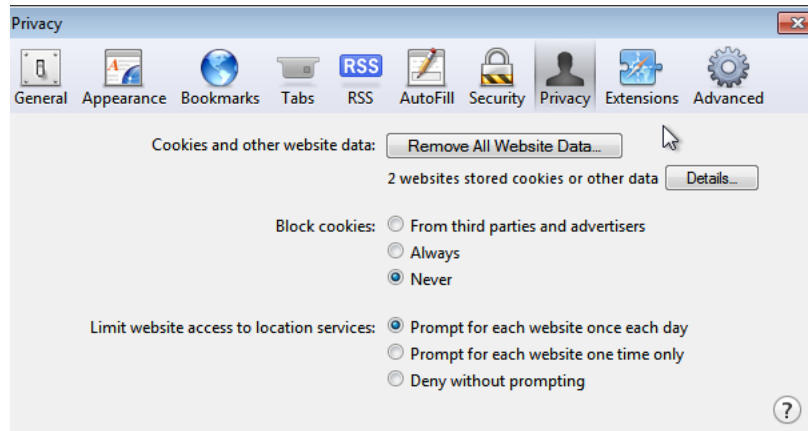 Privacy
RSS
General Appearance Bookmarks Tabs RSS AutoFill Security Privacy Extensions Advanced
Cookies and other website data: Remove All Website Data...
2 websites stored cookies or other data Details...
Block cookies: From third parties and advertisers
Always
Never
Limit website access to location services: Prompt for each website once each day
Prompt for each website one time only
Deny without prompting
?